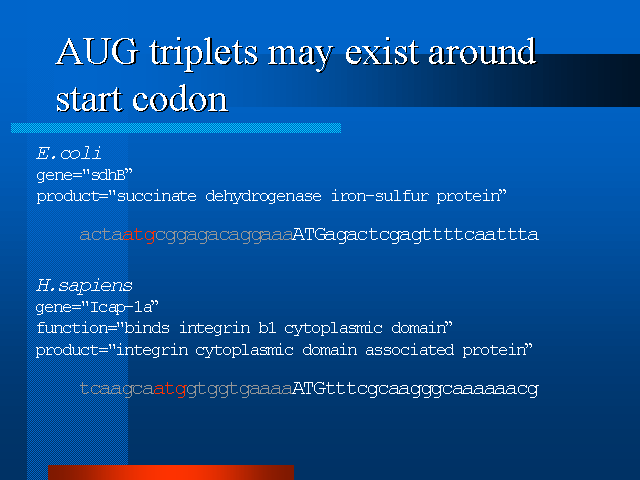 AUG triplets may exist around
start codon
E.coli
gene="sdhB”
product="succinate dehydrogenase iron-sulfur protein”
actaatgcggagacaggaaaATGagactcgagttttcaattta
H.sapiens
gene="Icap-1a”
function="binds integrin b1 cytoplasmic domain”
product="integrin cytoplasmic domain associated protein”
tcaagcaatggtggtgaaaaATGtttcgcaagggcaaaaaacg